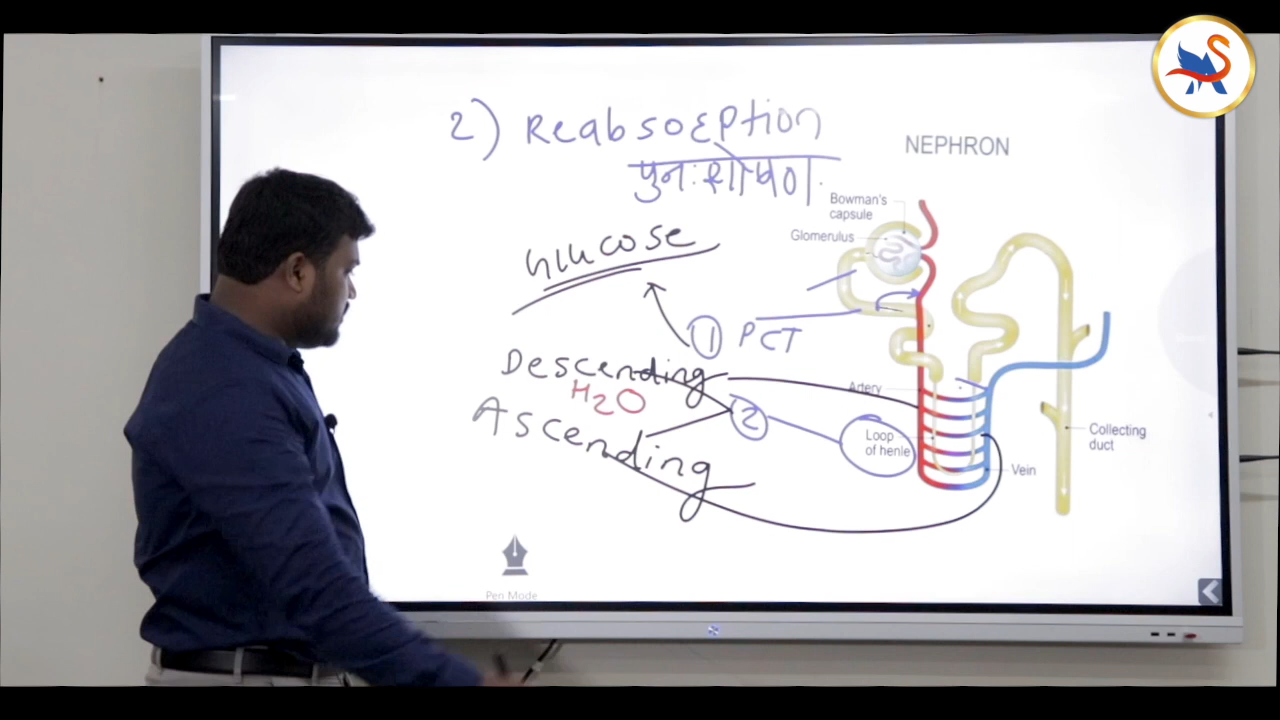 2) Reabsorption
पुनःशोषण.
NEPHRON
Bowman's
capsule
Glomerulus
Glucose
1 PCT
Descending
H2O
Artery
Ascending
2
Loop
of henle
Collecting
duct
Vein
Pen Mode